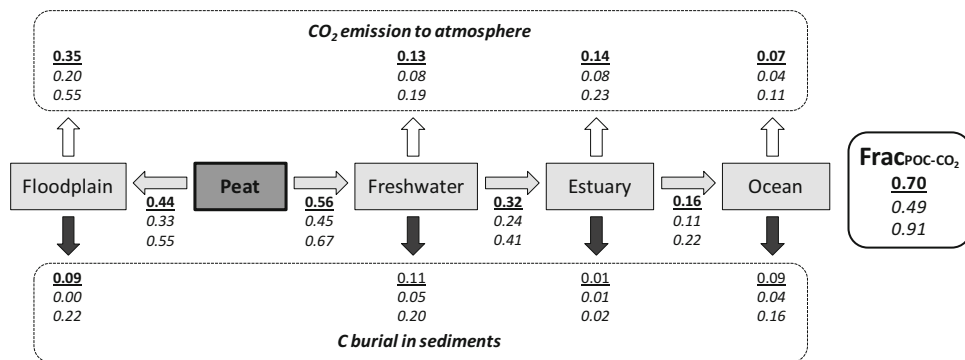 CO₂ emission to atmosphere
0.35 0.13 0.14 0.07
0.20 0.08 0.08 0.04
0.55 0.19 0.23 0.11
Floodplain Peat Freshwater Estuary Ocean
0.44 0.56 0.32 0.16
0.33 0.45 0.24 0.11
0.55 0.67 0.41 0.22
FracPOC-CO₂
0.70
0.49
0.91
0.09 0.11 0.01 0.09
0.00 0.05 0.01 0.04
0.22 0.20 0.02 0.16
C burial in sediments